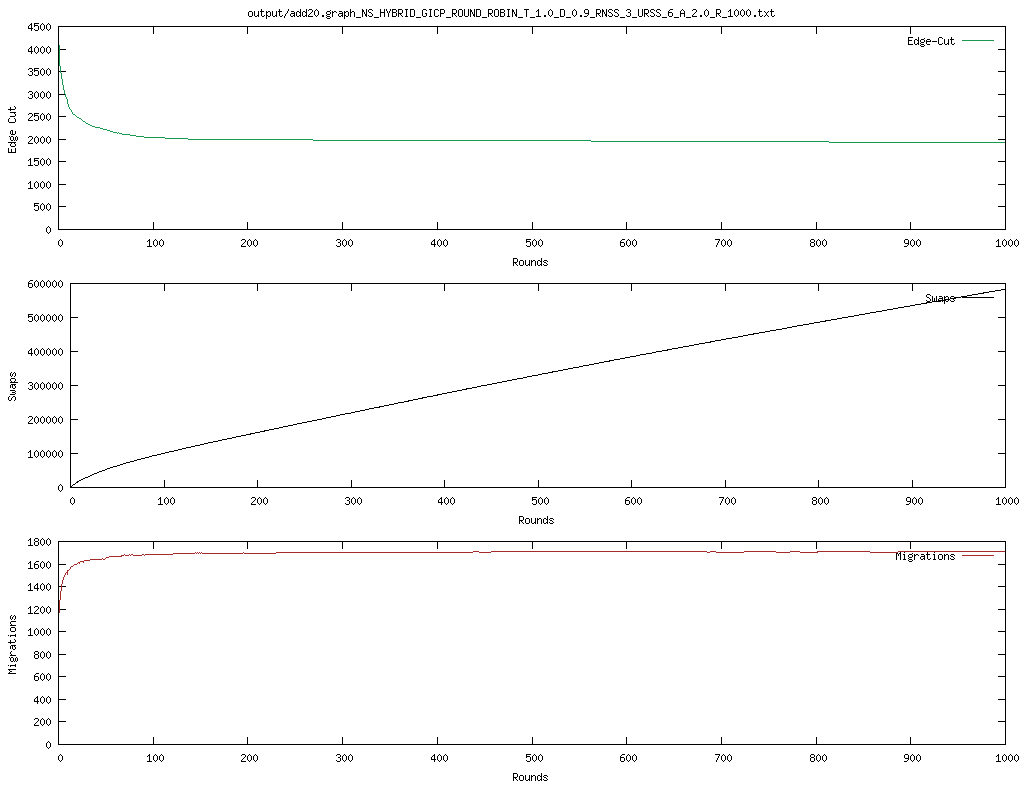 output/add20.graph_NS_HYBRID_GICP_ROUND_ROBIN_T_1.0_D_0.9_RNSS_3_URSS_6_A_2.0_R_1000.txt
4500
4000
3500
3000
2500
2000
1500
1000
500
0
Edge Cut
Edge-Cut
0 100 200 300 400 500 600 700 800 900 1000
Rounds
600000
500000
400000
300000
200000
100000
0
Swaps
Swaps
0 100 200 300 400 500 600 700 800 900 1000
Rounds
1800
1600
1400
1200
1000
800
600
400
200
0
Migrations
Migrations
0 100 200 300 400 500 600 700 800 900 1000
Rounds